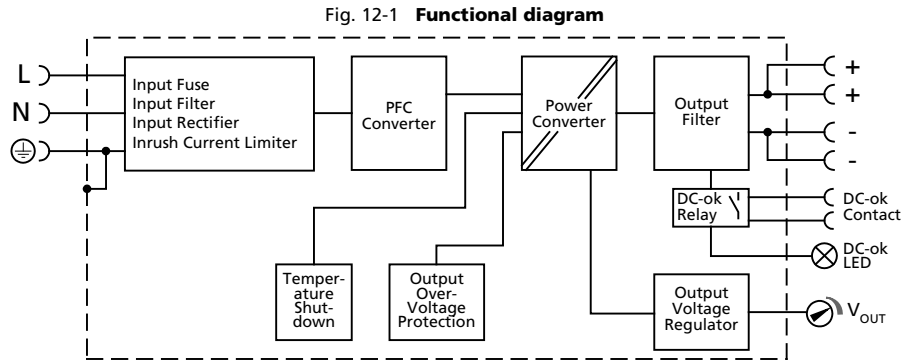 Fig. 12-1 Functional diagram
L
N
Input Fuse
Input Filter
Input Rectifier
Inrush Current Limiter
PFC
Converter
Power
Converter
Output
Filter
+
+
-
-
DC-ok
Relay
DC-ok
Contact
DC-ok
LED
Temper-
ature
Shut-
down
Output
Over-
Voltage
Protection
Output
Voltage
Regulator
VOUT